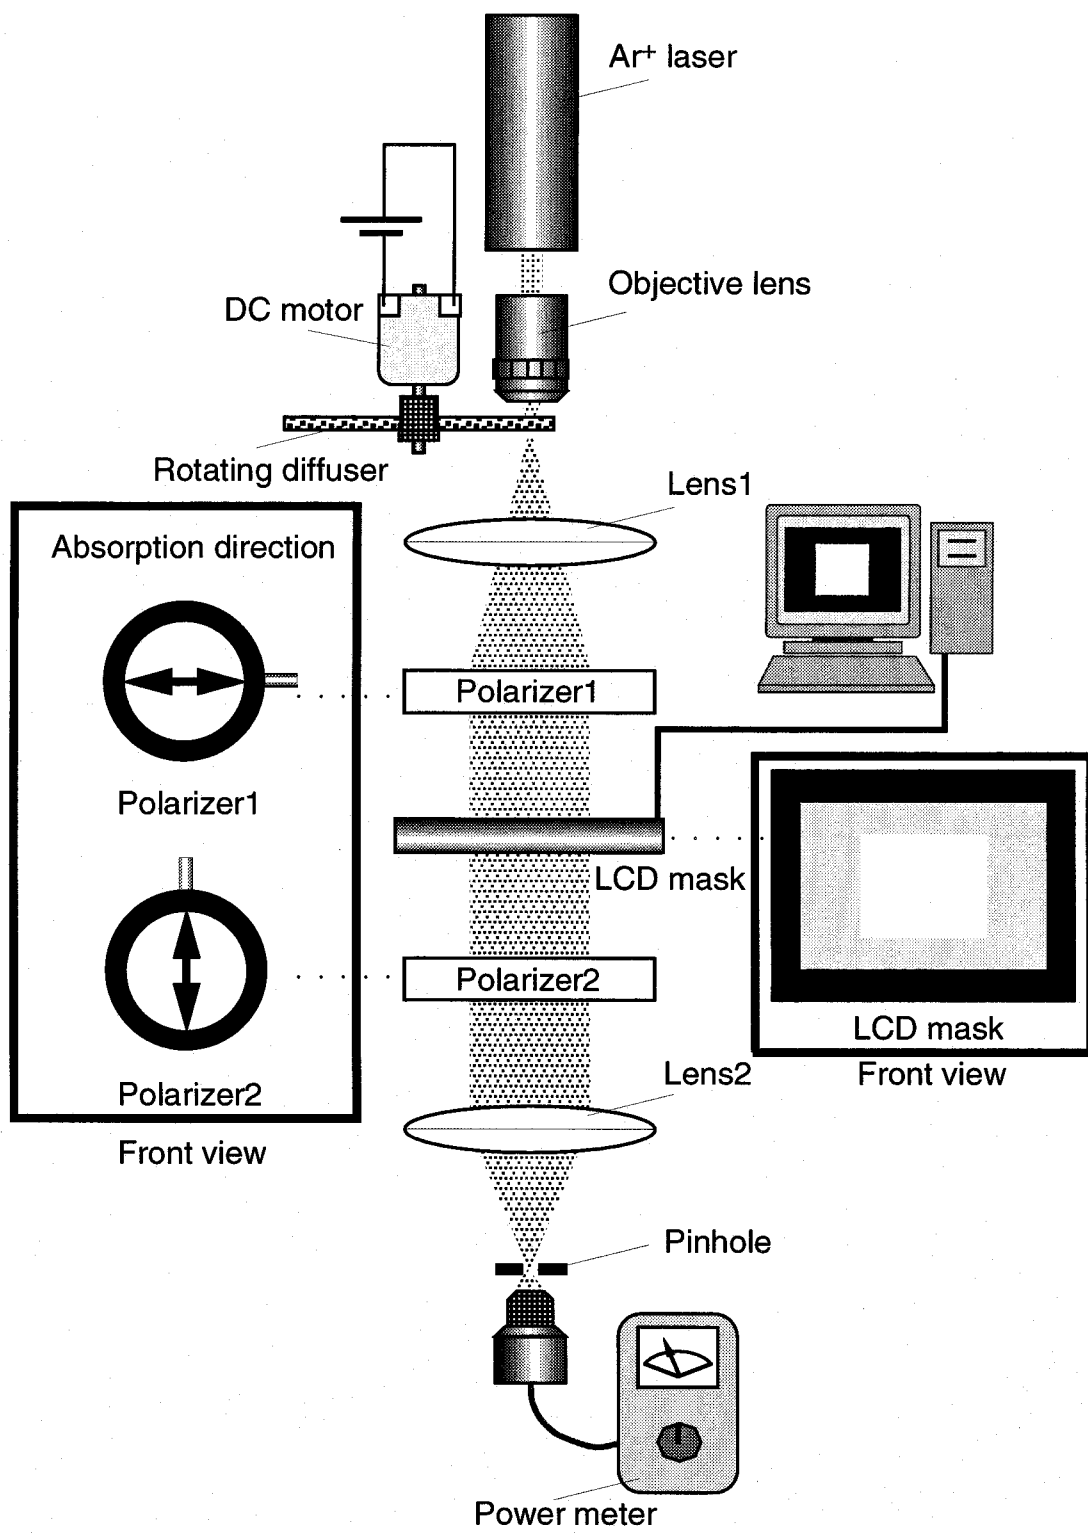 Ar+ laser
Objective lens
DC motor
Rotating diffuser
Lens1
Absorption direction
Polarizer1
Polarizer1
LCD mask
Polarizer2
LCD mask
Lens2
Front view
Polarizer2
Front view
Pinhole
Power meter